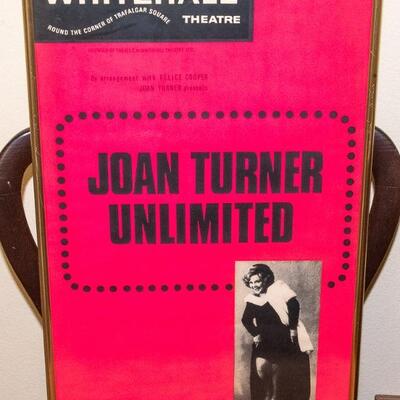 WHITEHALL
ROUND THE CORNER OF TRAFALGAR SQUARE
THEATRE
By arrangement with FELICE COOPER
JOAN TURNER presents
JOAN TURNER
UNLIMITED